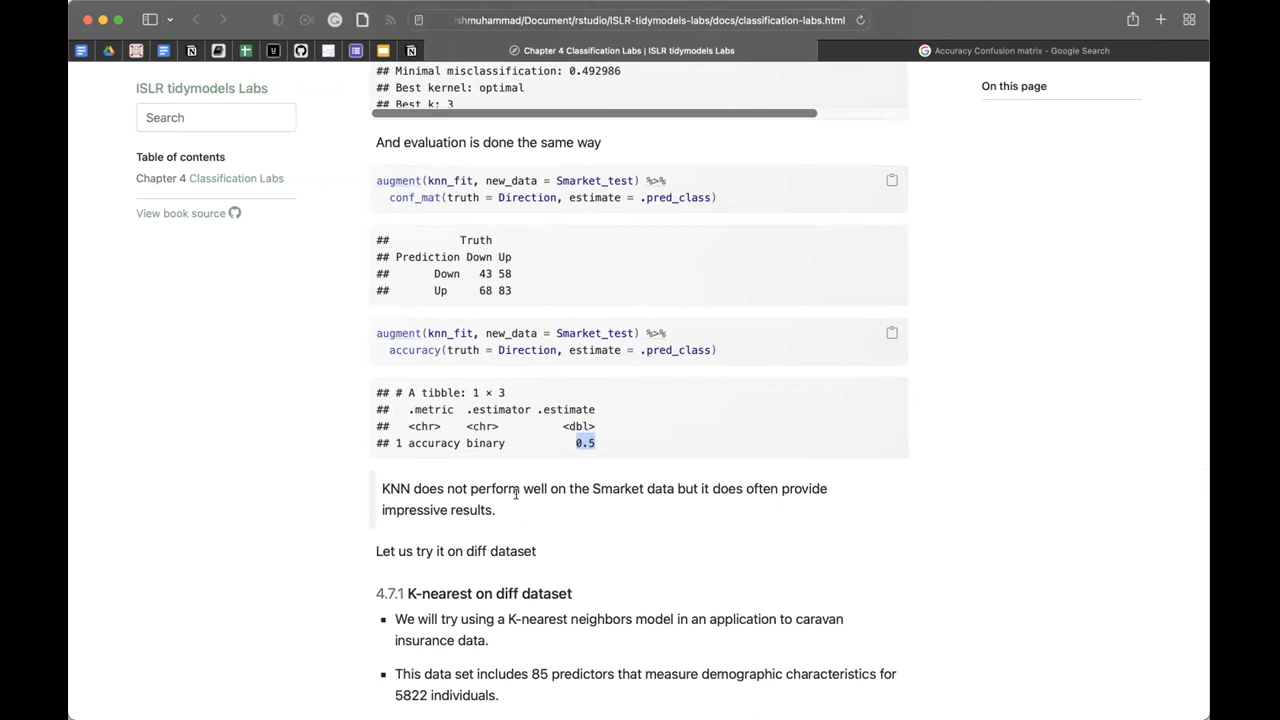 shmuhammad/Document/rstudio/ISLR-tidymodels-labs/docs/classification-labs.html
Chapter 4 Classification Labs | ISLR tidymodels Labs
Accuracy Confusion matrix - Google Search
ISLR tidymodels Labs
Search
Table of contents
Chapter 4 Classification Labs
View book source
## Minimal misclassification: 0.492986
## Best kernel: optimal
## Best k: 3
And evaluation is done the same way
augment(knn_fit, new_data = Smarket_test) %>%
conf_mat(truth = Direction, estimate = .pred_class)
## Truth
## Prediction Down Up
## Down 43 58
## Up 68 83
augment(knn_fit, new_data = Smarket_test) %>%
accuracy(truth = Direction, estimate = .pred_class)
## # A tibble: 1 × 3
## .metric .estimator .estimate
## <chr> <chr> <dbl>
## 1 accuracy binary 0.5
KNN does not perform well on the Smarket data but it does often provide
impressive results.
Let us try it on diff dataset
4.7.1 K-nearest on diff dataset
▪ We will try using a K-nearest neighbors model in an application to caravan
insurance data.
▪ This data set includes 85 predictors that measure demographic characteristics for
5822 individuals.
On this page